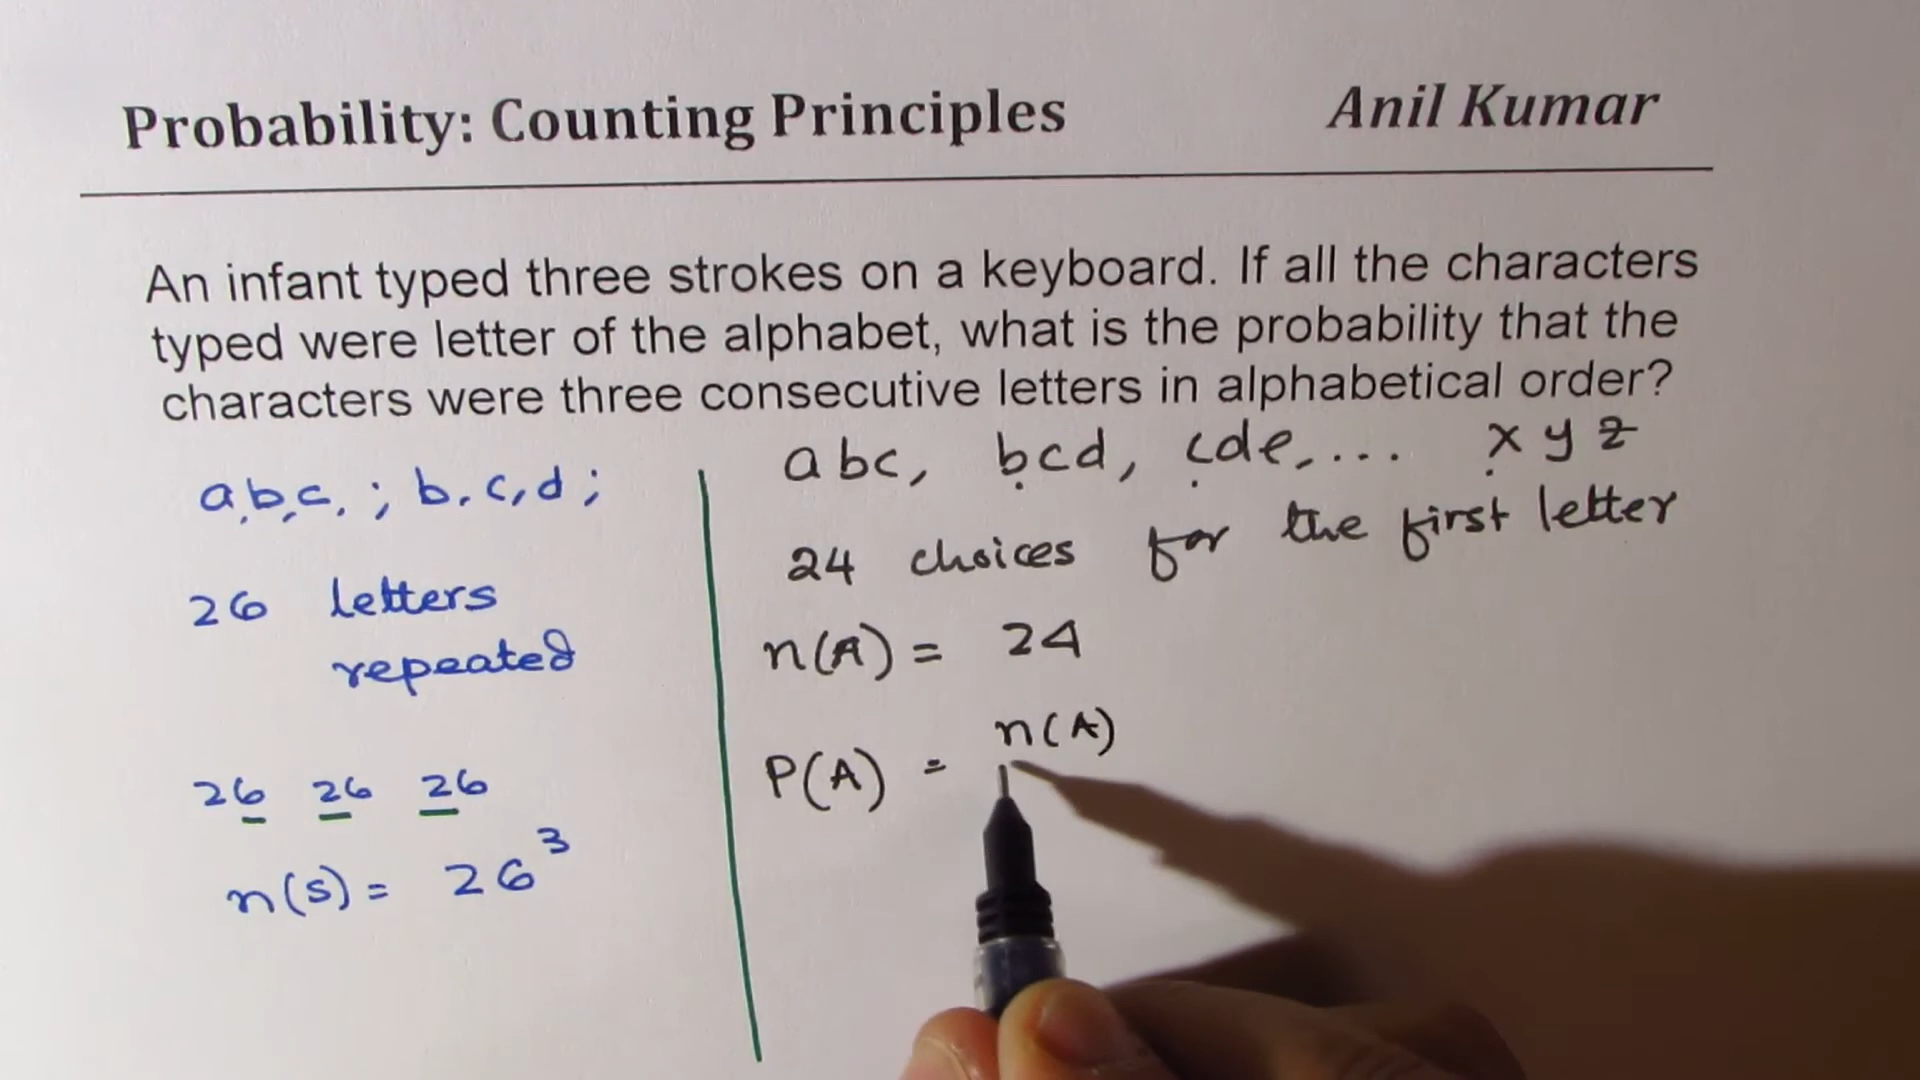 Probability: Counting Principles
Anil Kumar
An infant typed three strokes on a keyboard. If all the characters
typed were letter of the alphabet, what is the probability that the
characters were three consecutive letters in alphabetical order?
a,b,c, ; b,c,d ;
26 letters
repeated
26 26 26
n(s) = 26³
abc, bcd, cde, ... xyz
24 choices for the first letter
n(A) = 24
P(A) = n(A)